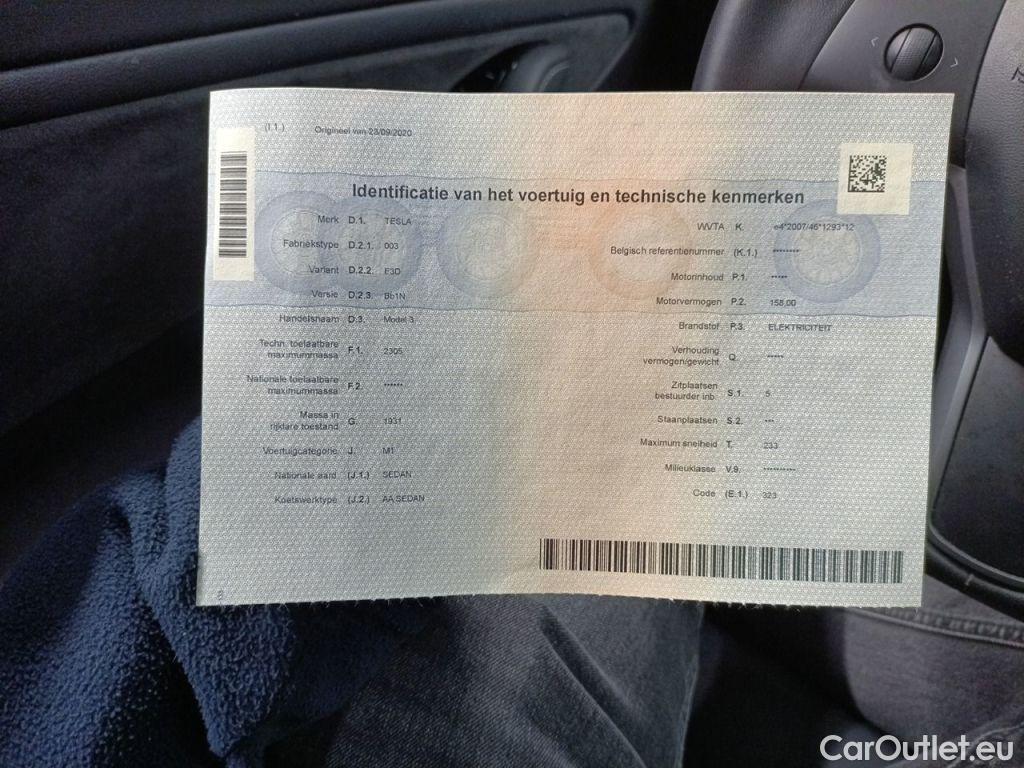 (I.1.) Origineel van 23/09/2020
Identificatie van het voertuig en technische kenmerken
Merk D.1. TESLA
Fabriekstype D.2.1. 003
Variant D.2.2. E3D
Versie D.2.3. Bb1N
Handelsnaam D.3. Model 3
Techn. toelaatbare
maximummassa F.1. 2305
Nationale toelaatbare
maximummassa F.2. ******
Massa in
rijklare toestand G. 1931
Voertuigcategorie J. M1
Nationale aard (J.1.) SEDAN
Koetswerktype (J.2.) AA SEDAN
WVTA K. e4*2007/46*1293*12
Belgisch referentienummer (K.1.) ********
Motorinhoud P.1. *****
Motorvermogen P.2. 158,00
Brandstof P.3. ELEKTRICITEIT
Verhouding
vermogen/gewicht Q. *****
Zitplaatsen
bestuurder inb. S.1. 5
Staanplaatsen S.2. ***
Maximum snelheid T. 233
Milieuklasse V.9. **********
Code (E.1.) 323
CarOutlet.eu